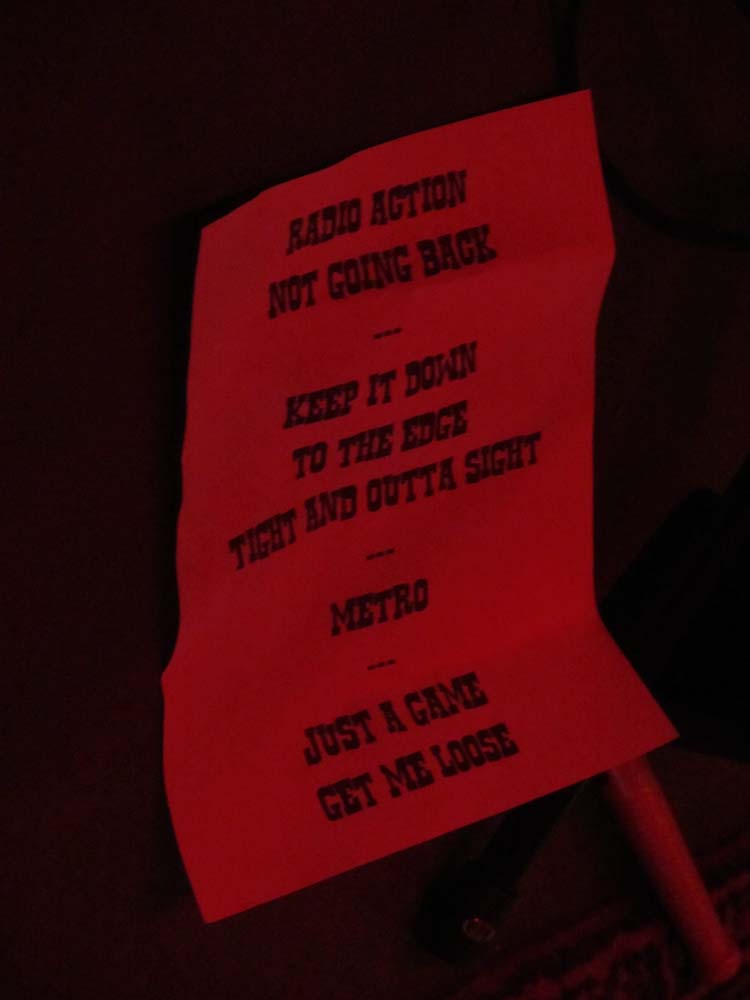 RADIO ACTION
NOT GOING BACK
---
KEEP IT DOWN
TO THE EDGE
TIGHT AND OUTTA SIGHT
---
METRO
---
JUST A GAME
GET ME LOOSE